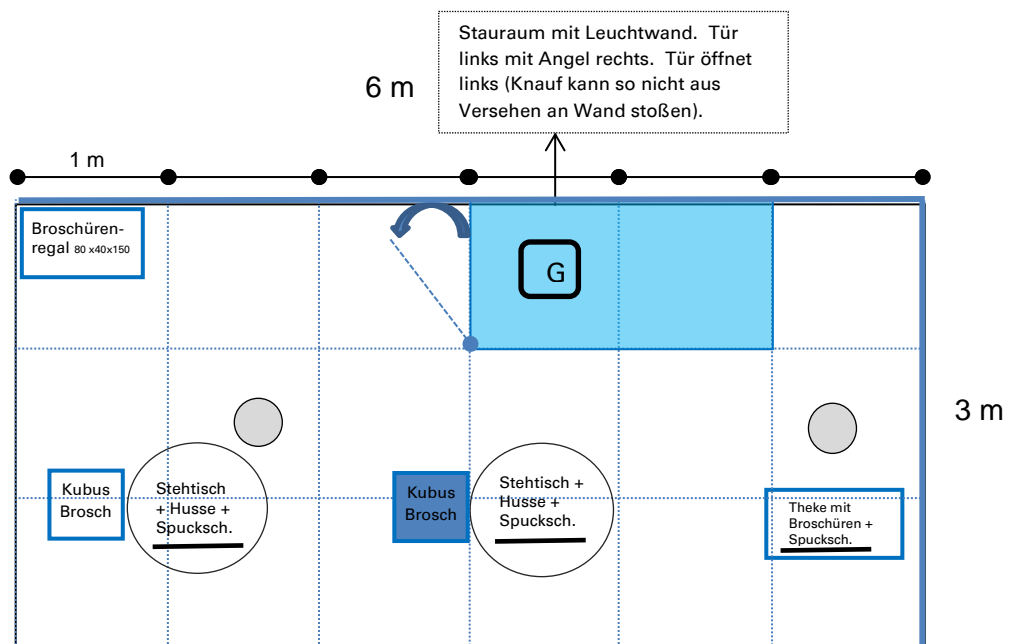 Stauraum mit Leuchtwand. Tür
links mit Angel rechts. Tür öffnet
links (Knauf kann so nicht aus
Versehen an Wand stoßen).
6 m
1 m
Broschüren-
regal 80 x40x150
G
3 m
Kubus
Brosch
Stehtisch
+ Husse +
Spucksch.
Kubus
Brosch
Stehtisch +
Husse +
Spucksch.
Theke mit
Broschüren +
Spucksch.